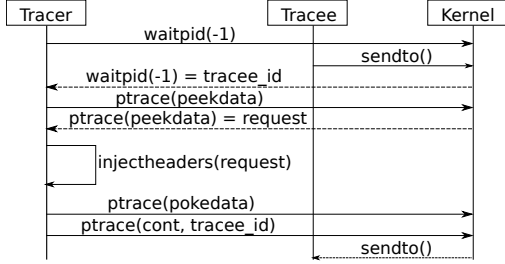 Tracer Tracee Kernel
waitpid(-1)
sendto()
waitpid(-1) = tracee_id
ptrace(peekdata)
ptrace(peekdata) = request
injectheaders(request)
ptrace(pokedata)
ptrace(cont, tracee_id)
sendto()